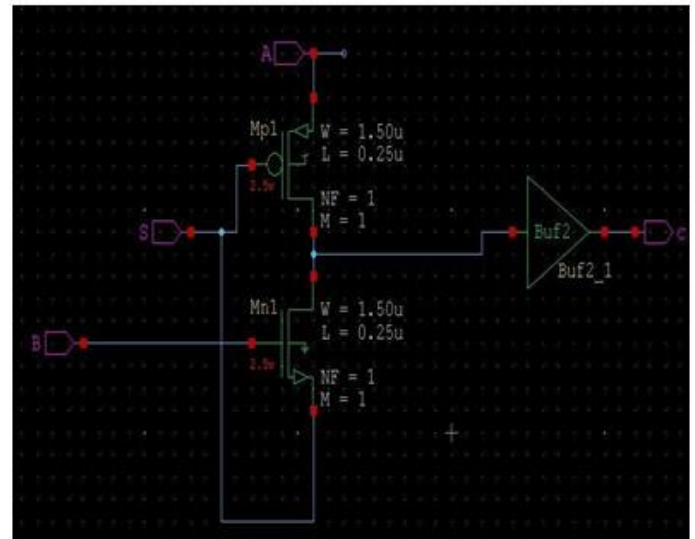 A
Mp1
W = 1.50u
L = 0.25u
2.5v
NF = 1
M = 1
S
Buf2
C
Buf2_1
Mn1
W = 1.50u
L = 0.25u
B
2.5v
NF = 1
M = 1